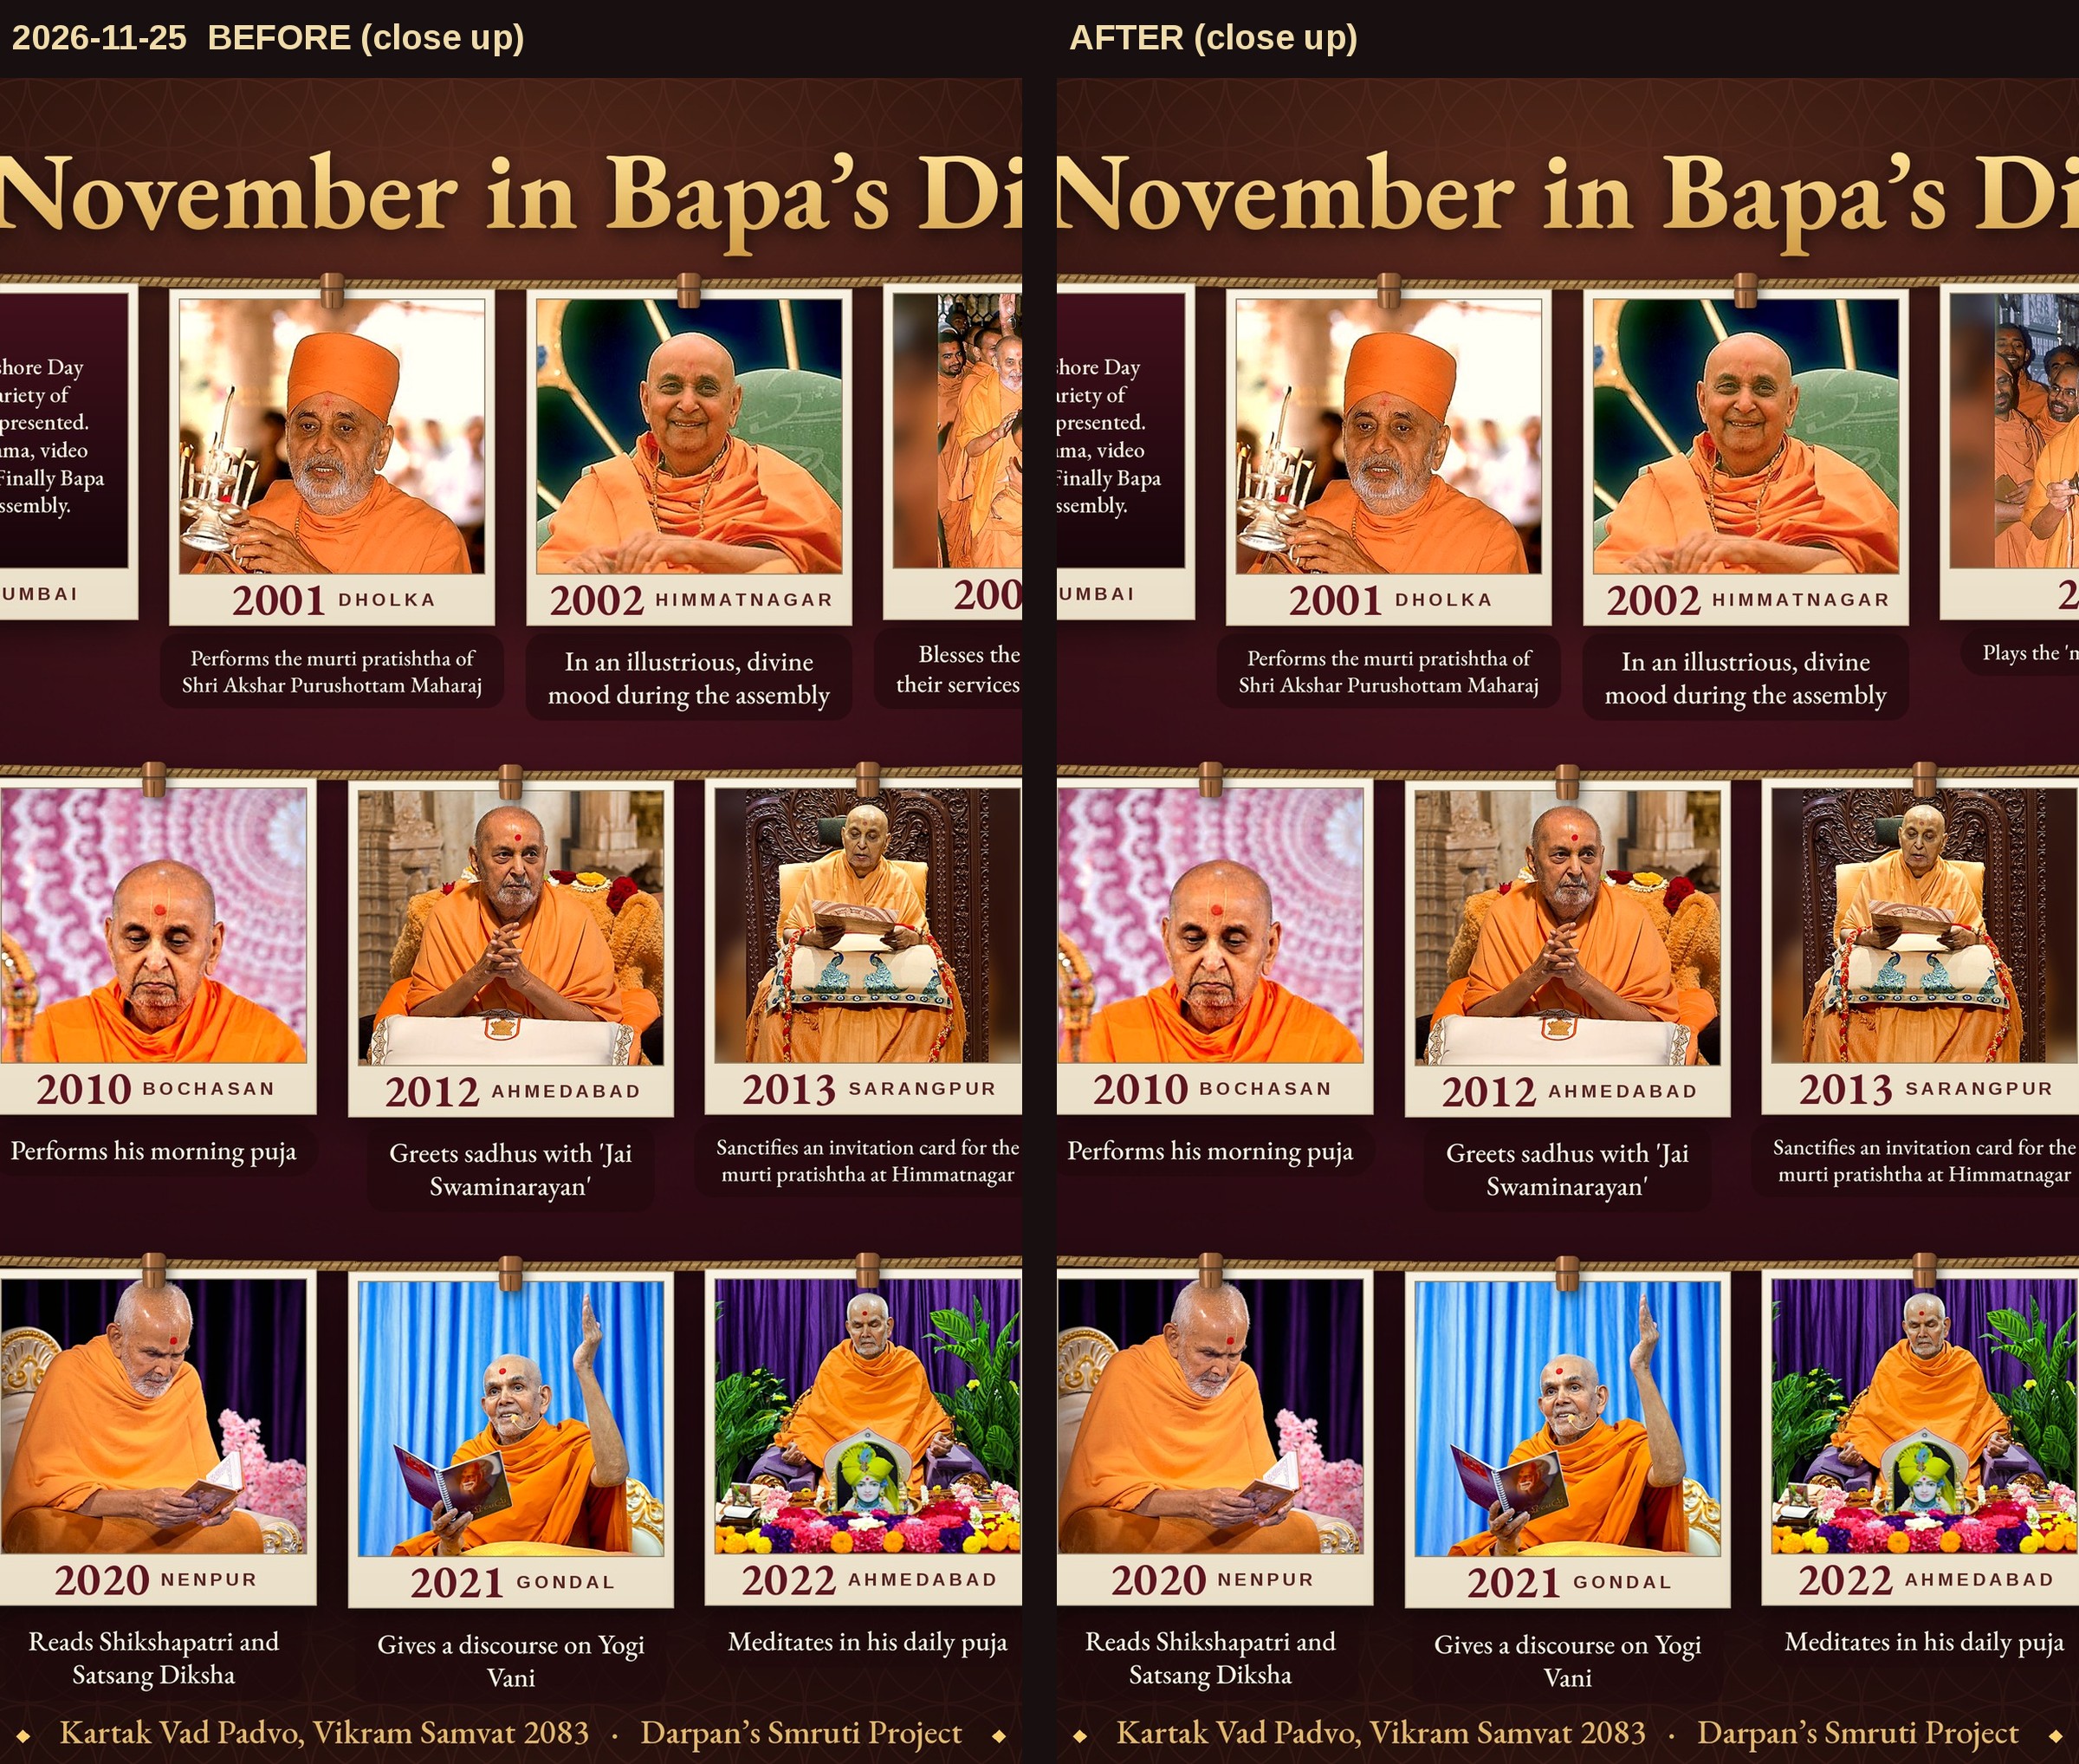 2026-11-25 BEFORE (close up)
November in Bapa’s Di
shore Day
ariety of
presented.
ama, video
Finally Bapa
ssembly.
UMBAI
2001 DHOLKA
Performs the murti pratishtha of
Shri Akshar Purushottam Maharaj
2002 HIMMATNAGAR
In an illustrious, divine
mood during the assembly
200
Blesses the
their services
2010 BOCHASAN
Performs his morning puja
2012 AHMEDABAD
Greets sadhus with 'Jai
Swaminarayan'
2013 SARANGPUR
Sanctifies an invitation card for the
murti pratishtha at Himmatnagar
2020 NENPUR
Reads Shikshapatri and
Satsang Diksha
2021 GONDAL
Gives a discourse on Yogi
Vani
2022 AHMEDABAD
Meditates in his daily puja
Kartak Vad Padvo, Vikram Samvat 2083 · Darpan’s Smruti Project
AFTER (close up)
November in Bapa’s Di
shore Day
ariety of
presented.
ama, video
Finally Bapa
ssembly.
UMBAI
2001 DHOLKA
Performs the murti pratishtha of
Shri Akshar Purushottam Maharaj
2002 HIMMATNAGAR
In an illustrious, divine
mood during the assembly
2
Plays the 'm
2010 BOCHASAN
Performs his morning puja
2012 AHMEDABAD
Greets sadhus with 'Jai
Swaminarayan'
2013 SARANGPUR
Sanctifies an invitation card for the
murti pratishtha at Himmatnagar
2020 NENPUR
Reads Shikshapatri and
Satsang Diksha
2021 GONDAL
Gives a discourse on Yogi
Vani
2022 AHMEDABAD
Meditates in his daily puja
Kartak Vad Padvo, Vikram Samvat 2083 · Darpan’s Smruti Project